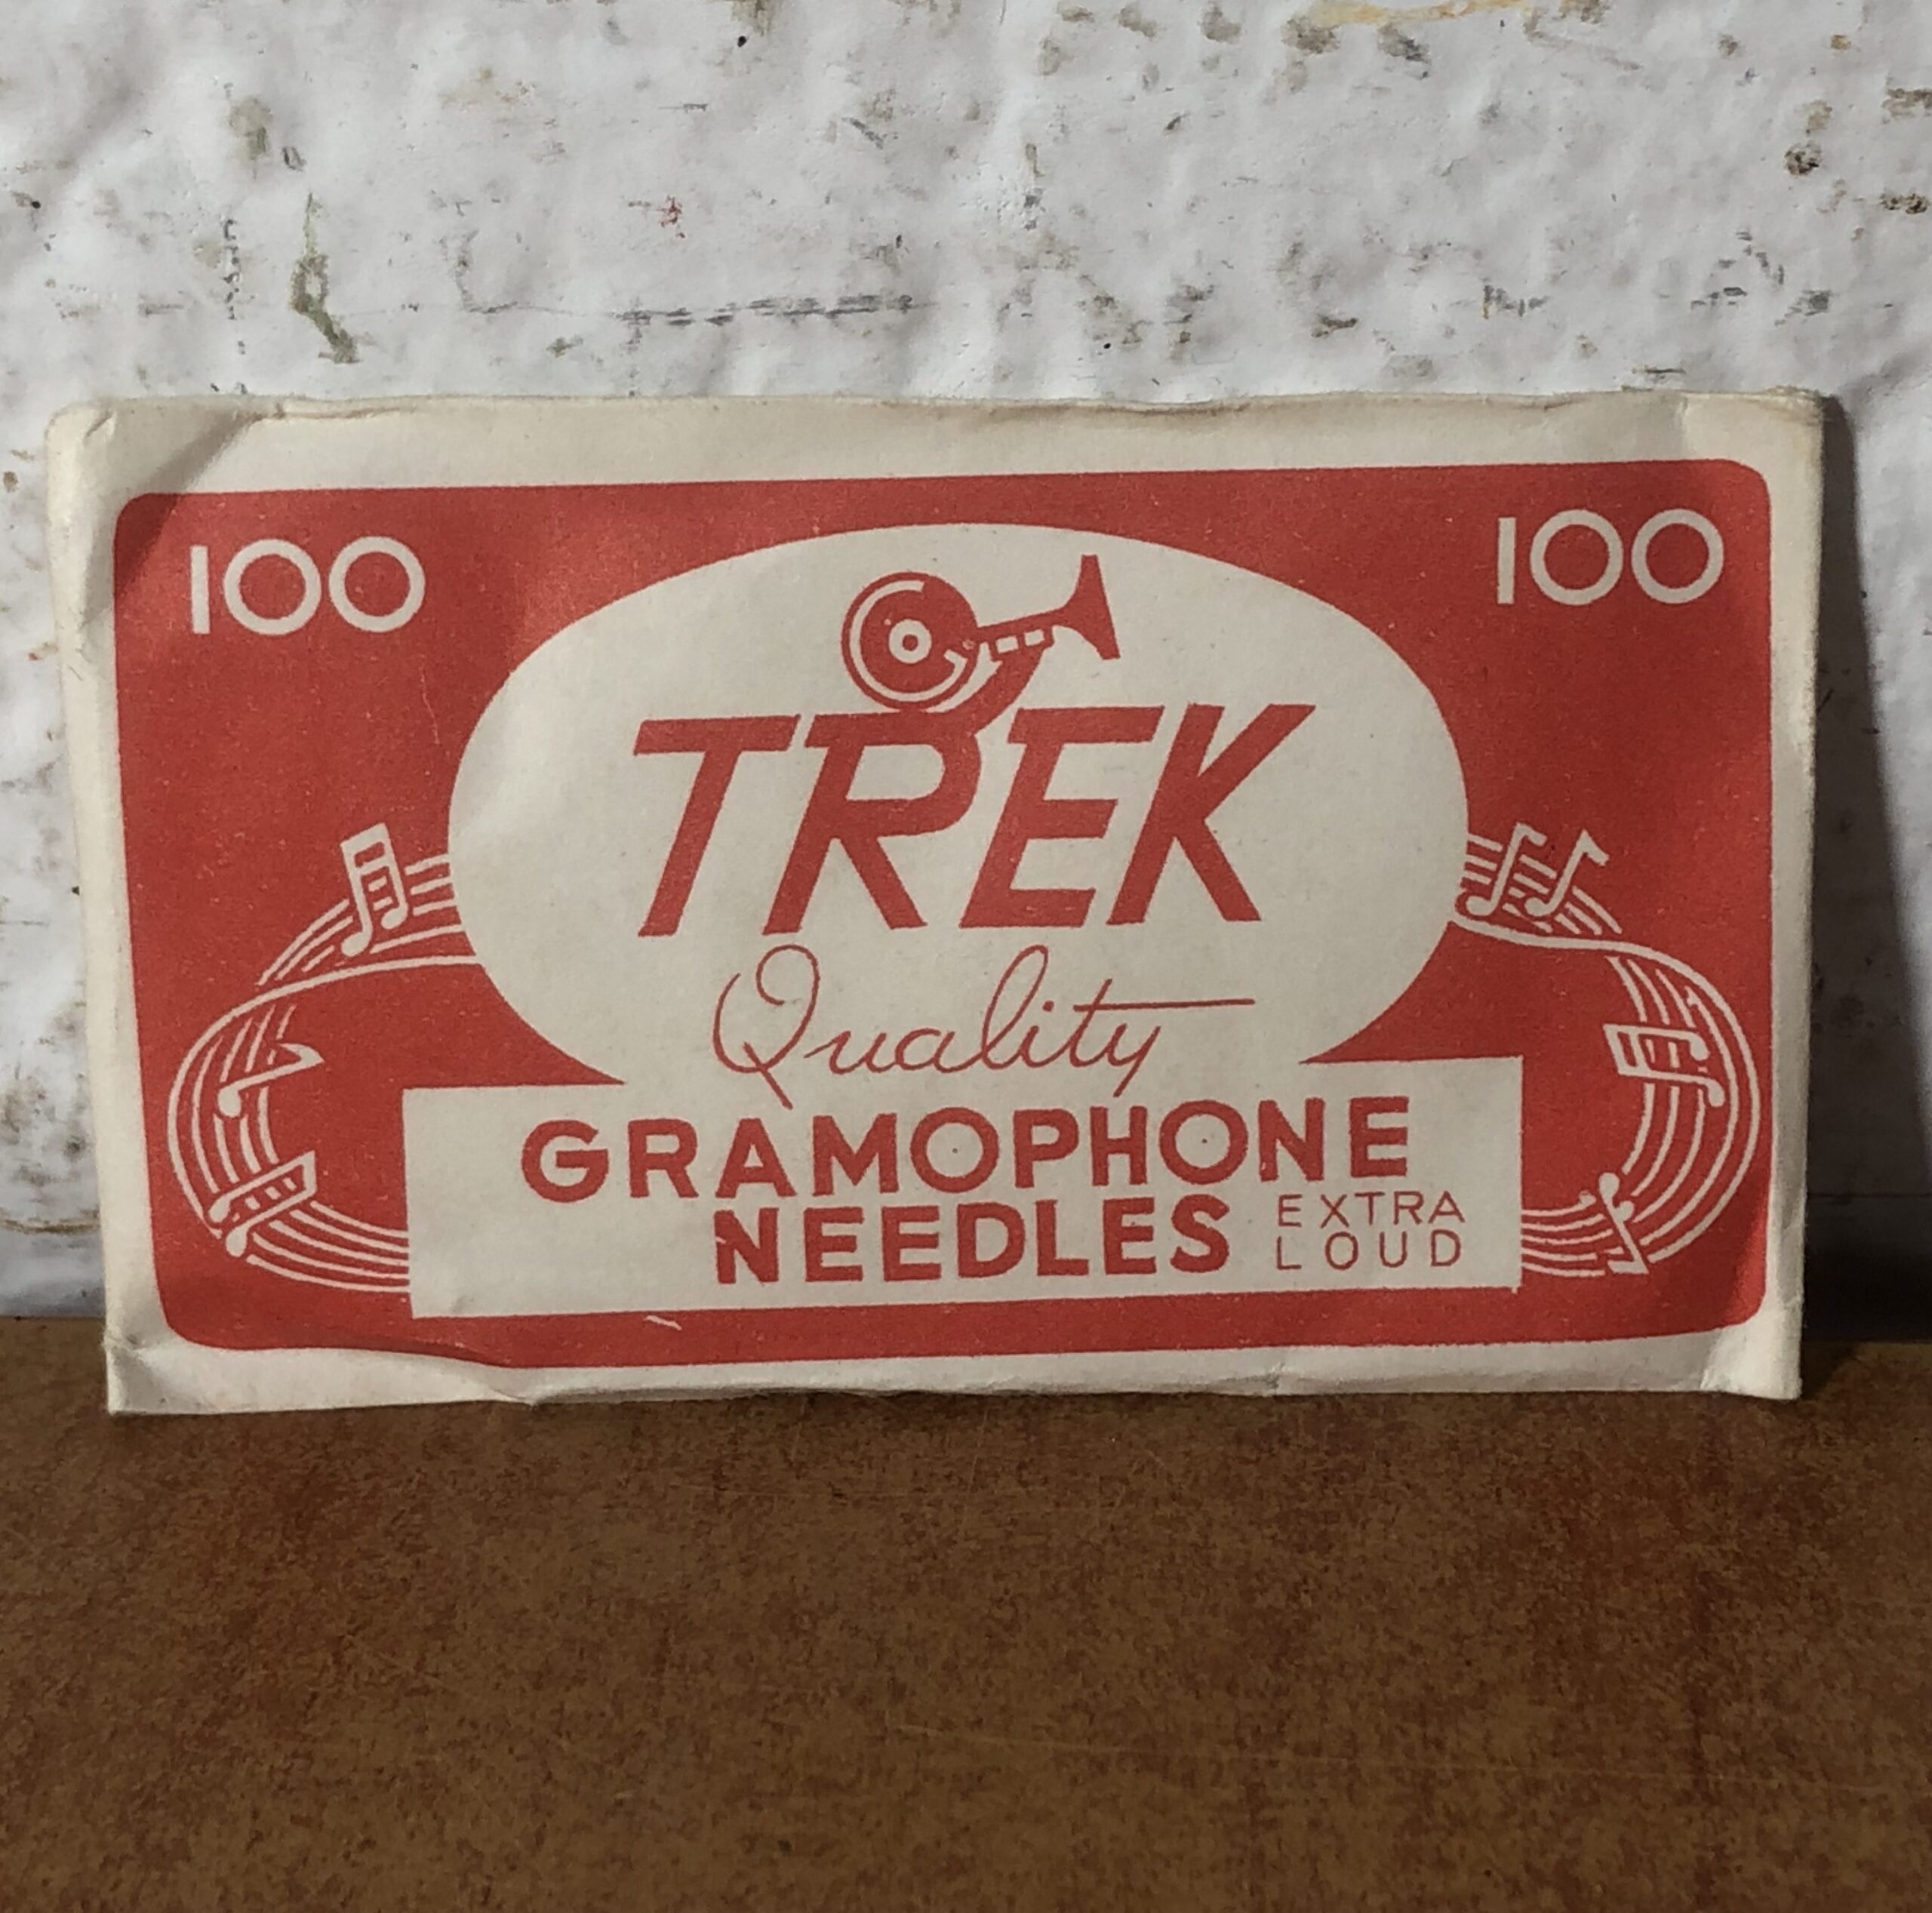 100 100
TREK
Quality
GRAMOPHONE
NEEDLES EXTRA
LOUD